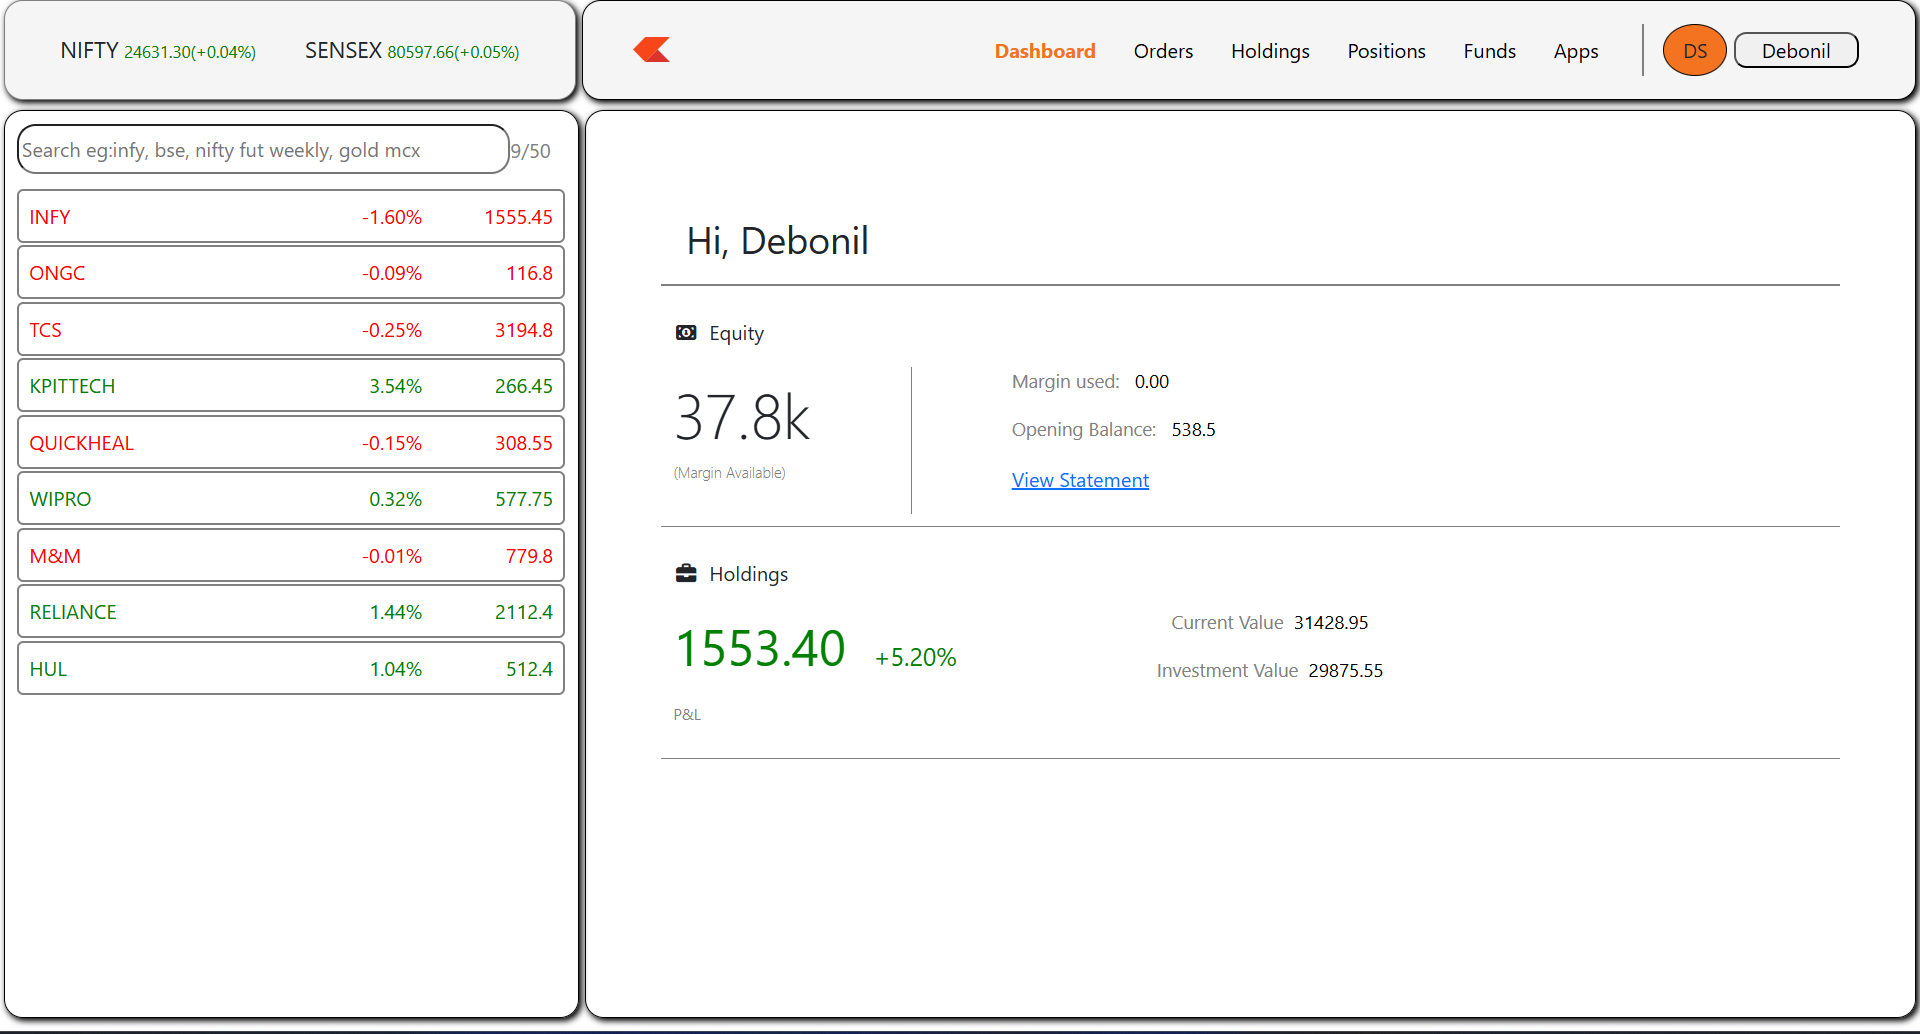 NIFTY 24631.30(+0.04%) SENSEX 80597.66(+0.05%)
Dashboard Orders Holdings Positions Funds Apps DS Debonil
Search eg:infy, bse, nifty fut weekly, gold mcx 9/50
INFY -1.60% 1555.45
ONGC -0.09% 116.8
TCS -0.25% 3194.8
KPITTECH 3.54% 266.45
QUICKHEAL -0.15% 308.55
WIPRO 0.32% 577.75
M&M -0.01% 779.8
RELIANCE 1.44% 2112.4
HUL 1.04% 512.4
Hi, Debonil
Equity
37.8k
(Margin Available)
Margin used: 0.00
Opening Balance: 538.5
View Statement
Holdings
1553.40 +5.20%
P&L
Current Value 31428.95
Investment Value 29875.55